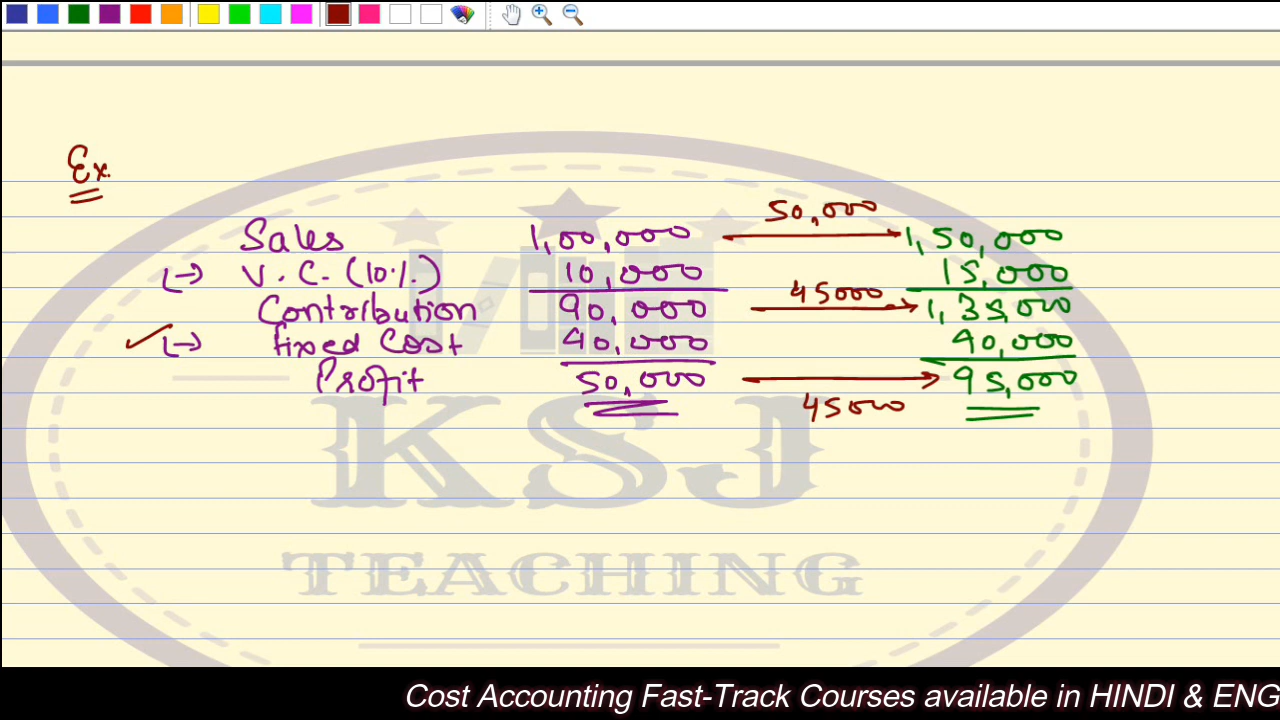 Ex.
50,000
Sales 1,00,000 1,50,000
(-) V.C. (10%) 10,000 15,000
45000
Contribution 90,000 1,35,000
(-) Fixed Cost 40,000 40,000
Profit 50,000 95,000
45000
KSJ
TEACHING
Cost Accounting Fast-Track Courses available in HINDI & ENG